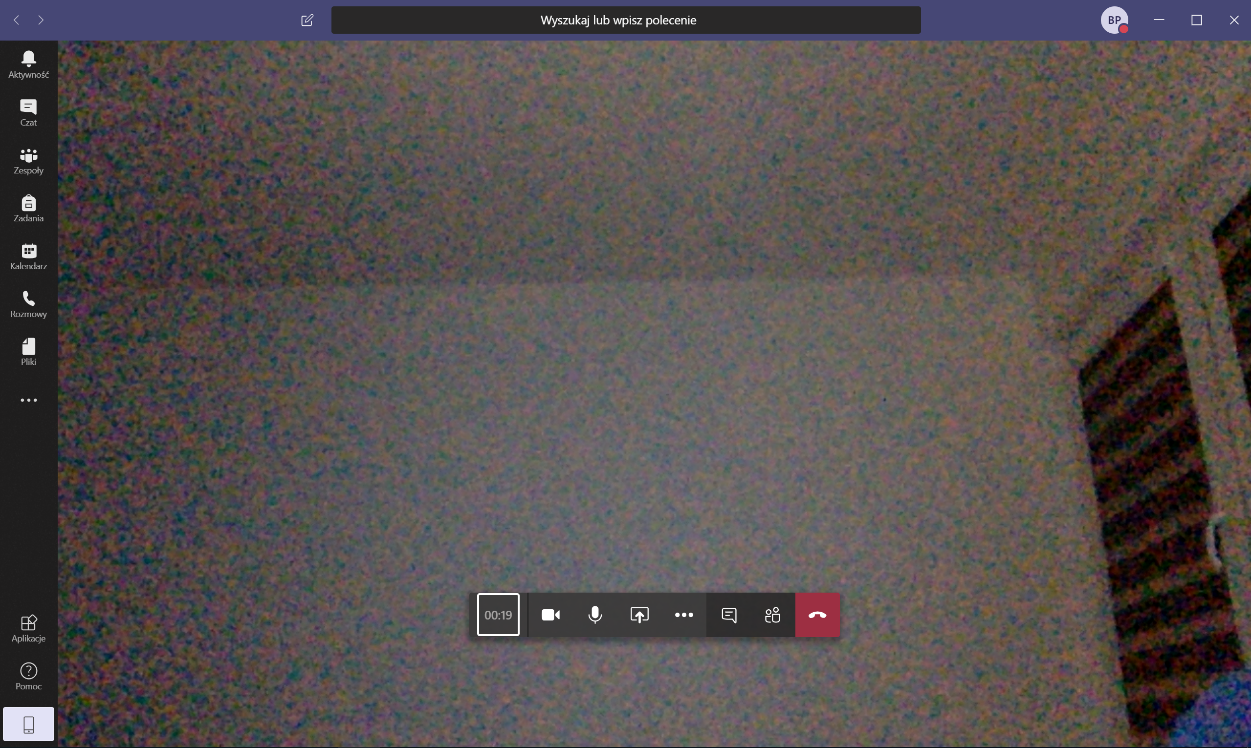 Wyszukaj lub wpisz polecenie
BP
Aktywność
Czat
Zespoły
Zadania
Kalendarz
Rozmowy
Pliki
00:19
Aplikacje
Pomoc